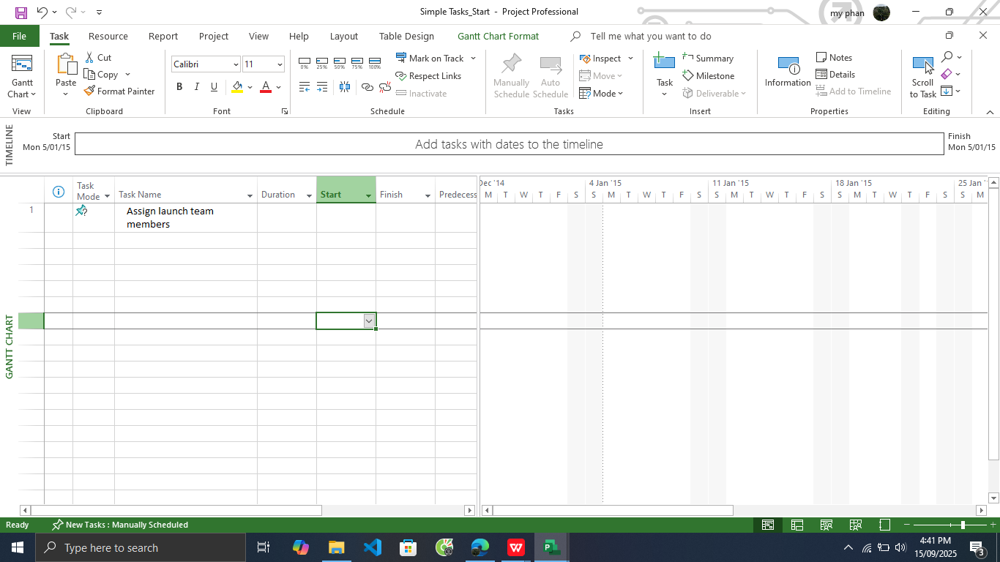 Simple Tasks_Start - Project Professional
my phan
File Task Resource Report Project View Help Layout Table Design Gantt Chart Format Tell me what you want to do
Gantt Chart
View
Paste
Cut
Copy
Format Painter
Clipboard
Calibri 11
B I U A
Font
0% 25% 50% 75% 100%
Mark on Track
Respect Links
Inactivate
Schedule
Manually Schedule
Auto Schedule
Inspect
Move
Mode
Tasks
Task
Summary
Milestone
Deliverable
Insert
Information
Notes
Details
Add to Timeline
Properties
Scroll to Task
Editing
TIMELINE
Start
Mon 5/01/15
Add tasks with dates to the timeline
Finish
Mon 5/01/15
GANTT CHART
Task Mode Task Name Duration Start Finish Predecess
Dec '14 4 Jan '15 11 Jan '15 18 Jan '15 25 Jan '
M T W T F S S M T W T F S S M T W T F S S M T W T F S S M
1 Assign launch team
members
Ready New Tasks : Manually Scheduled
Type here to search
W
P
4:41 PM
15/09/2025
3